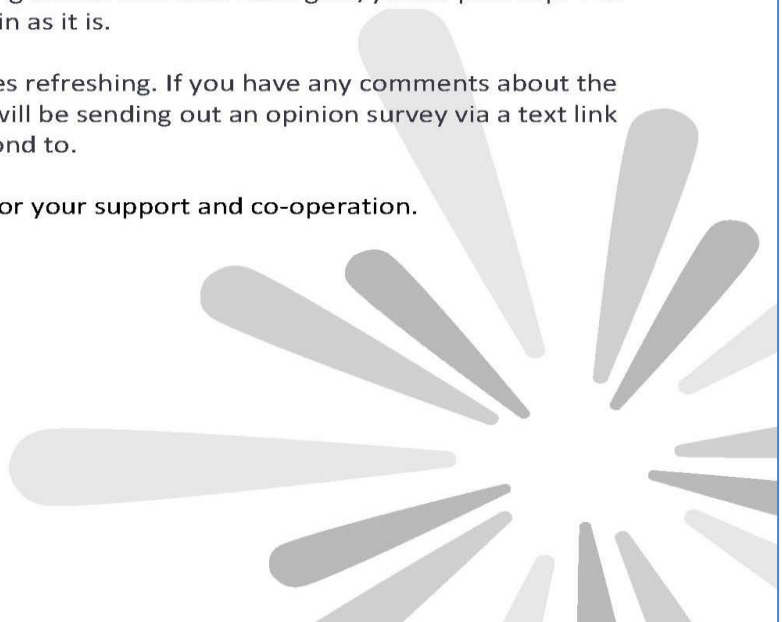 in as it is.
es refreshing. If you have any comments about the
will be sending out an opinion survey via a text link
ond to.
or your support and co-operation.